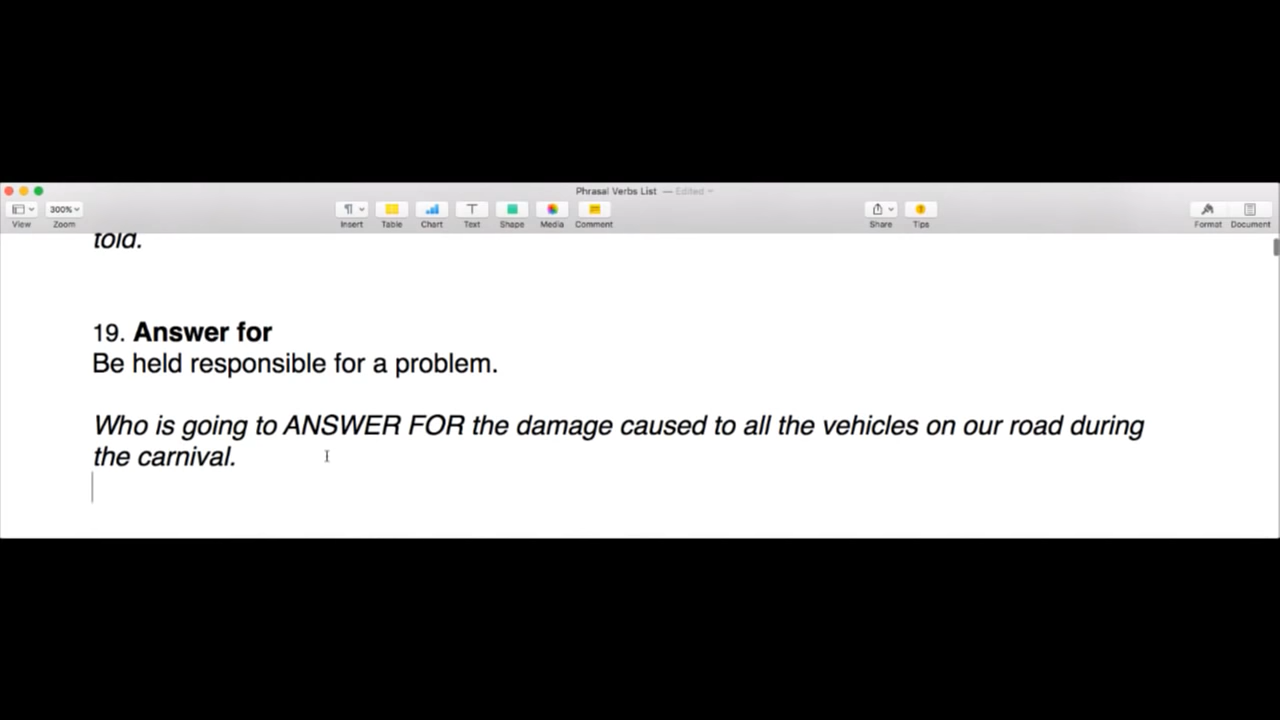 Phrasal Verbs List — Edited
300%
View Zoom Insert Table Chart Text Shape Media Comment Share Tips Format Document
told.
19. Answer for
Be held responsible for a problem.
Who is going to ANSWER FOR the damage caused to all the vehicles on our road during
the carnival.